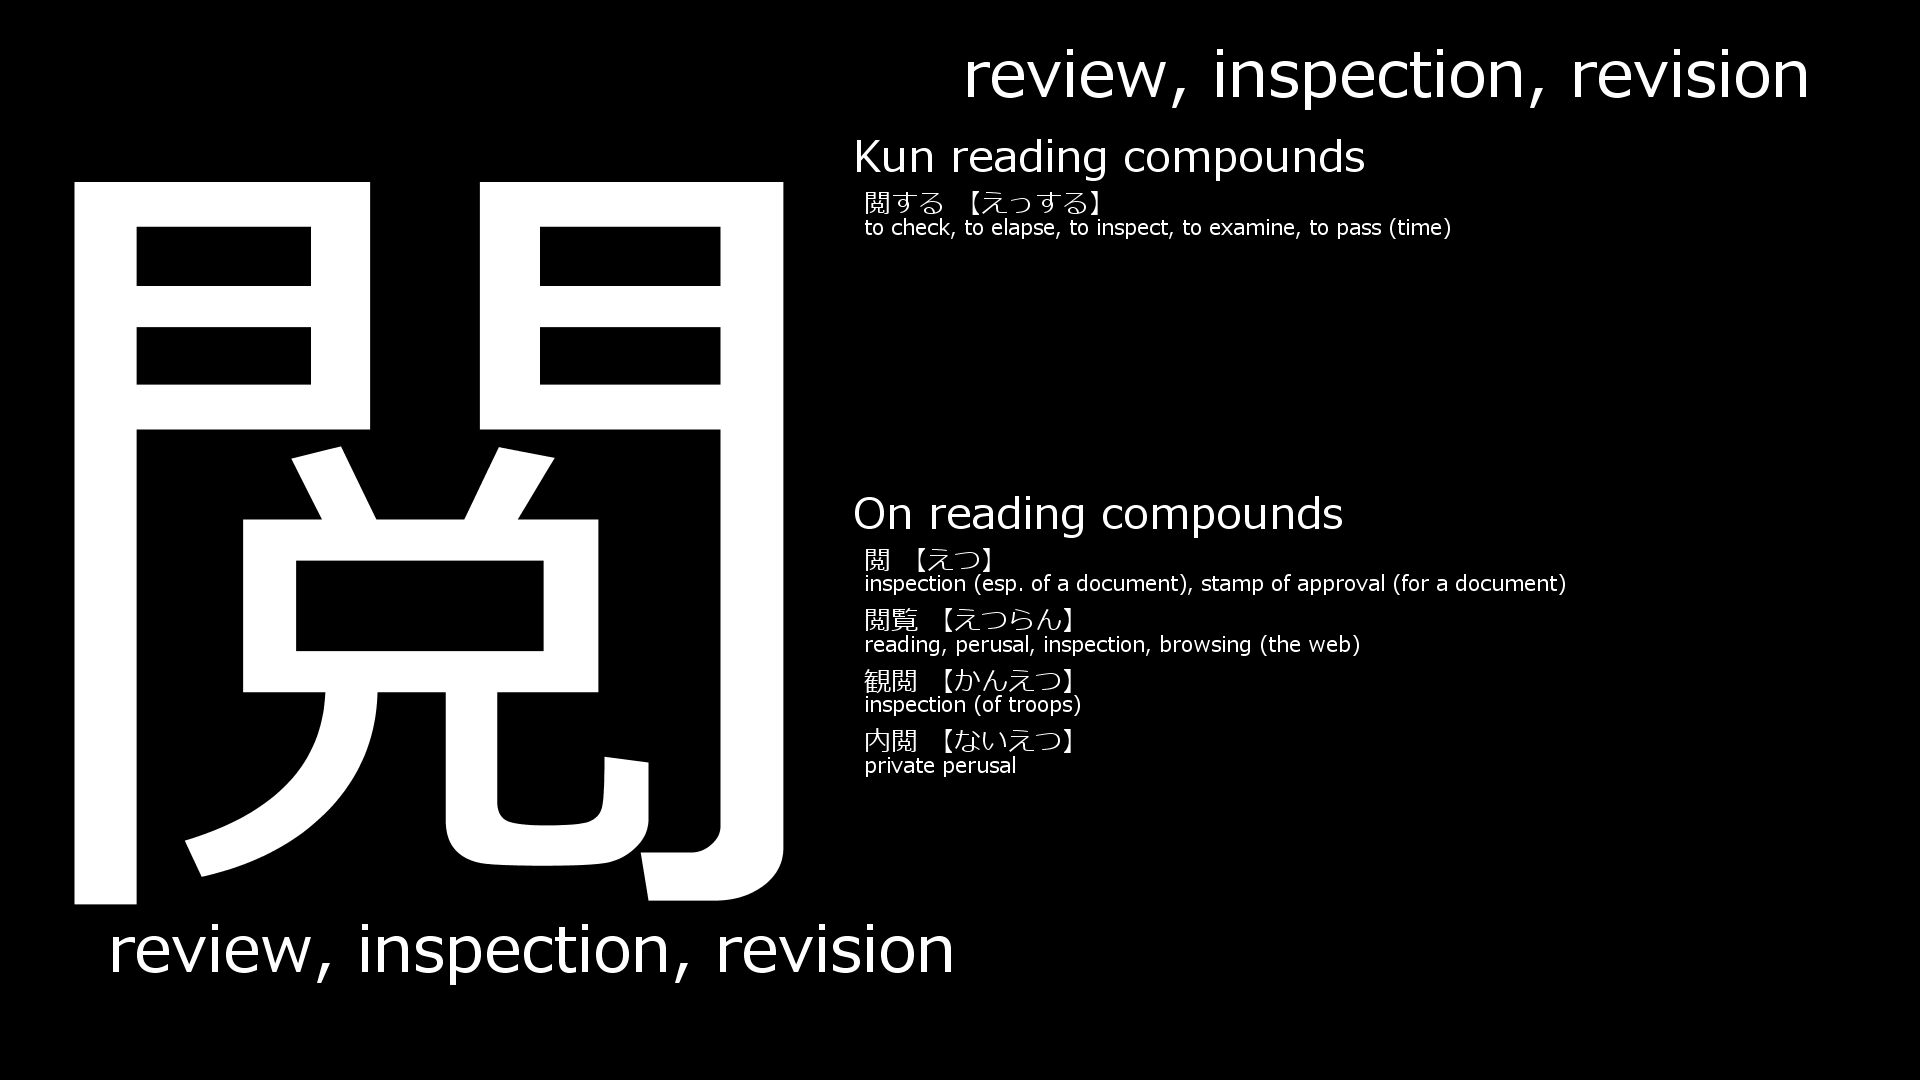 review, inspection, revision
閲
review, inspection, revision
Kun reading compounds
閲する 【えっする】
to check, to elapse, to inspect, to examine, to pass (time)
On reading compounds
閲 【えつ】
inspection (esp. of a document), stamp of approval (for a document)
閲覧 【えつらん】
reading, perusal, inspection, browsing (the web)
観閲 【かんえつ】
inspection (of troops)
内閲 【ないえつ】
private perusal